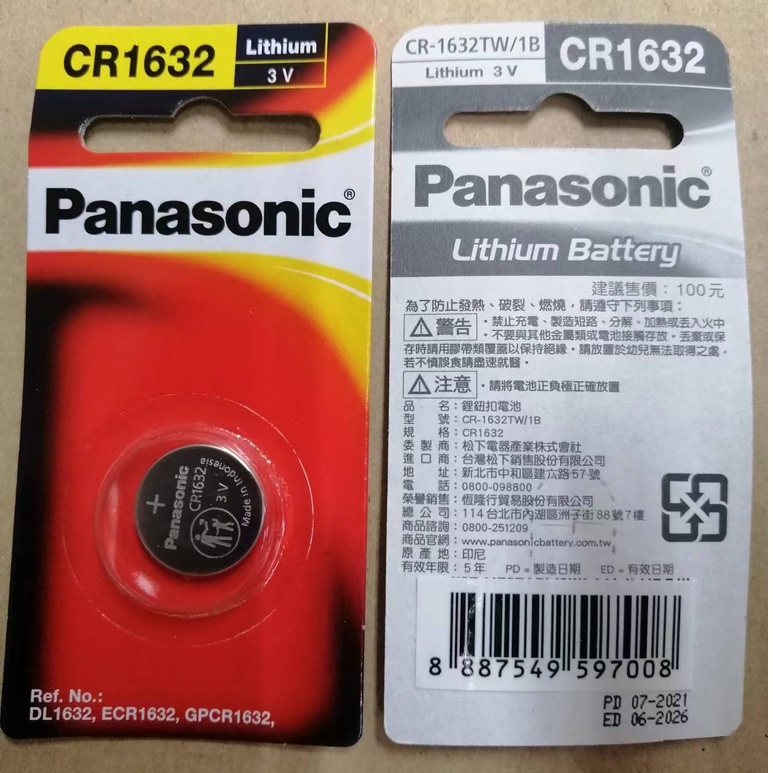 CR1632
Lithium
3 V
Panasonic®
+
Panasonic
CR1632
3 V
Made in Indonesia
Ref. No.:
DL1632, ECR1632, GPCR1632,
CR-1632TW/1B
Lithium 3 V
CR1632
Panasonic®
Lithium Battery
建議售價：100元
為了防止發熱、破裂、燃燒，請遵守下列事項：
警告
・禁止充電、製造短路、分解、加熱或丟入火中
・不要與其他金屬類或電池接觸存放。丟棄或保
存時請用膠帶類覆蓋以保持絕緣。請放置於幼兒無法取得之處，
若不慎誤食請盡速就醫。
注意
・請將電池正負極正確放置
品名：鋰鈕扣電池
型號：CR-1632TW/1B
規格：CR1632
委製商：松下電器產業株式會社
進口商：台灣松下銷售股份有限公司
地址：新北市中和區建六路57號
電話：0800-098800
榮譽銷售：恆隆行貿易股份有限公司
總公司：114台北市內湖區洲子街88號7樓
商品諮詢：0800-251209
商品官網：www.panasonicbattery.com.tw
原產地：印尼
有效年限：5年 PD=製造日期 ED=有效日期
8 887549 597008
PD 07-2021
ED 06-2026